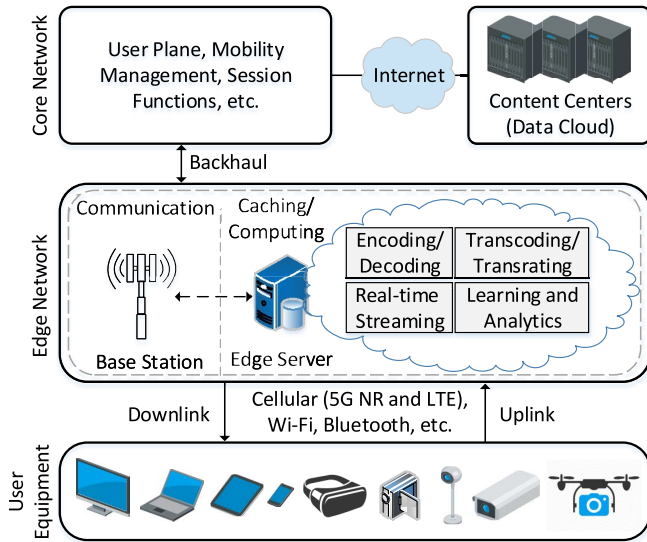 Core Network
User Plane, Mobility
Management, Session
Functions, etc.
Internet
Content Centers
(Data Cloud)
Backhaul
Edge Network
Communication
Caching/
Computing
Base Station
Edge Server
Encoding/
Decoding
Transcoding/
Transrating
Real-time
Streaming
Learning and
Analytics
Downlink
Cellular (5G NR and LTE),
Wi-Fi, Bluetooth, etc.
Uplink
User
Equipment